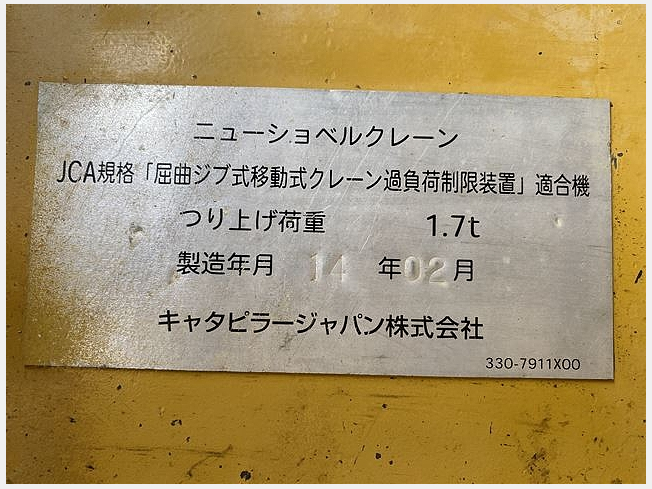 ニューショベルクレーン
JCA規格「屈曲ジブ式移動式クレーン過負荷制限装置」適合機
つり上げ荷重 1.7t
製造年月 14 年02月
キャタピラージャパン株式会社
330-7911X00